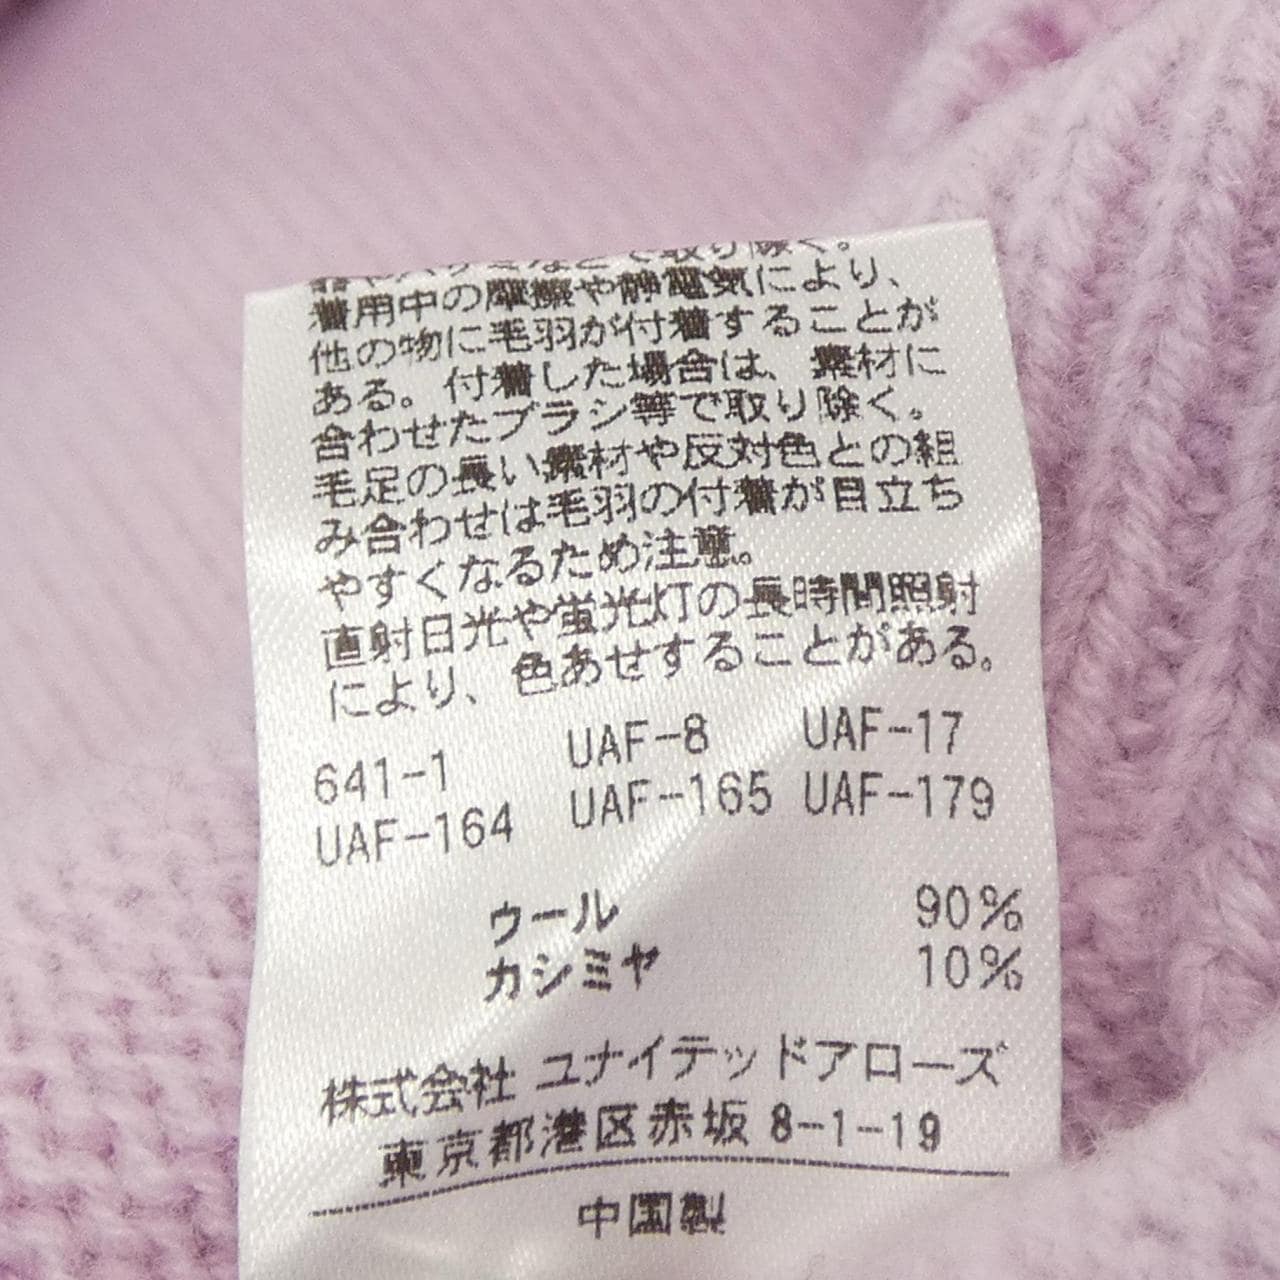 などで取り除く。
着用中の摩擦や静電気により、
他の物に毛羽が付着することが
ある。付着した場合は、素材に
合わせたブラシ等で取り除く。
毛足の長い素材や反対色との組
み合わせは毛羽の付着が目立ち
やすくなるため注意。
直射日光や蛍光灯の長時間照射
により、色あせすることがある。
641-1 UAF-8 UAF-17
UAF-164 UAF-165 UAF-179
ウール 90%
カシミヤ 10%
株式会社 ユナイテッドアローズ
東京都港区赤坂 8-1-19
中国製